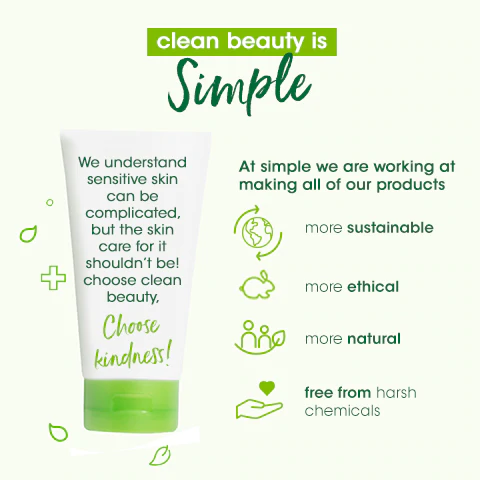 clean beauty is
Simple
We understand
sensitive skin
can be
complicated,
but the skin
care for it
shouldn't be!
choose clean
beauty,
Choose
kindness!
At simple we are working at
making all of our products
more sustainable
more ethical
more natural
free from harsh
chemicals